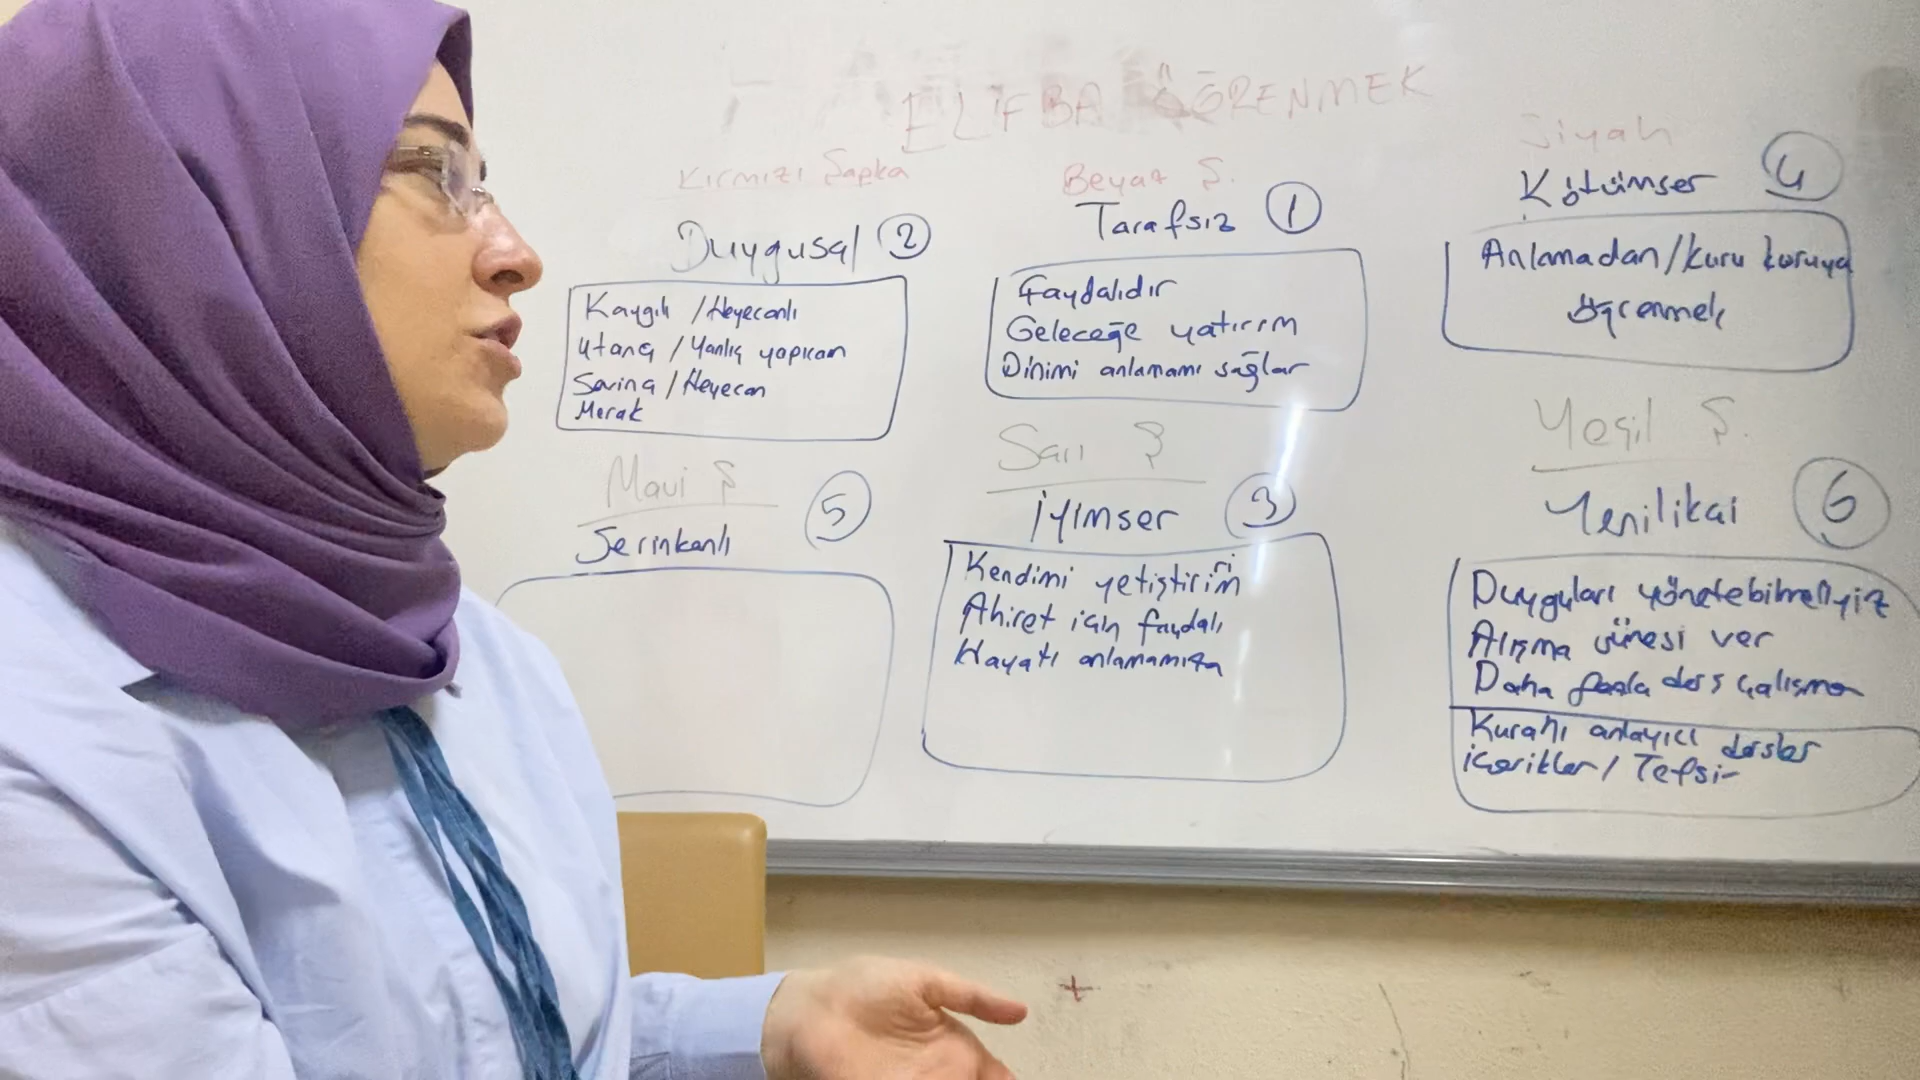 ELİFBA ÖĞRENMEK
Kırmızı Şapka
Duygusal 2
Kaygılı / Heyecanlı
Utanç / Yanlış yaparsam
Sevinç / Heyecan
Merak
Beyaz Ş.
Tarafsız 1
Faydalıdır
Geleceğe yatırım
Dinimi anlamamı sağlar
Siyah
Kötümser 4
Anlamadan / kuru kuruya
öğrenmek
Mavi Ş
Serinkanlı 5
Sarı Ş
İyimser 3
Kendimi yetiştiririm
Ahiret için faydalı
Hayatı anlamamıza
Yeşil Ş.
Yenilikçi 6
Duyguları yönetebilmeliyiz
Alışma süresi ver
Daha fazla ders çalışma
Kuranı anlayıcı dersler
içerikler / Tefsir